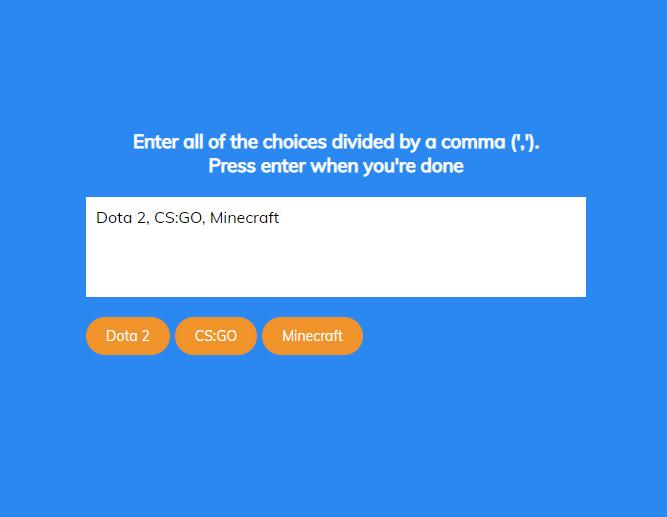 Enter all of the choices divided by a comma (',').
Press enter when you're done
Dota 2, CS:GO, Minecraft
Dota 2 CS:GO Minecraft